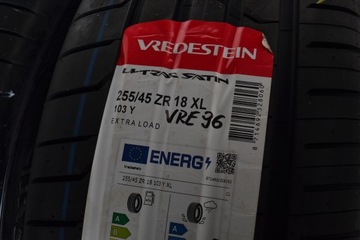 VREDESTEIN
ULTRAC SATIN
255/45 ZR 18 XL
103 Y
VRE 96
EXTRA LOAD
ENERG
255/45 ZR 18 103 Y XL
A
A
B